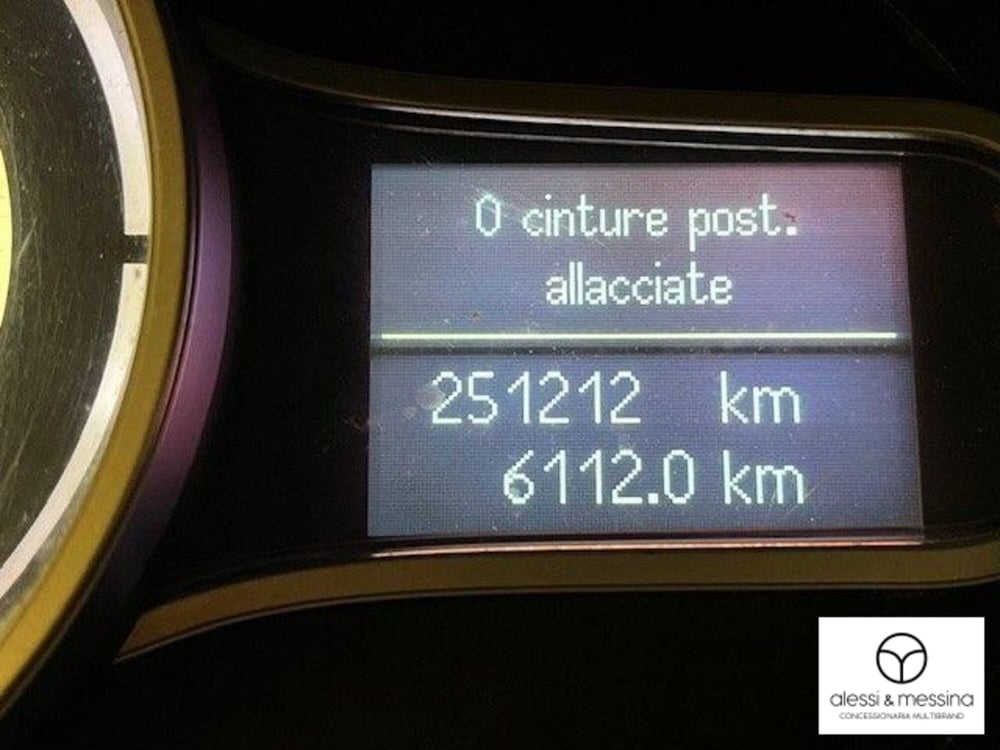 0 cinture post.
allacciate
251212 km
6112.0 km
alessi & messina
CONCESSIONARIA MULTIBRAND